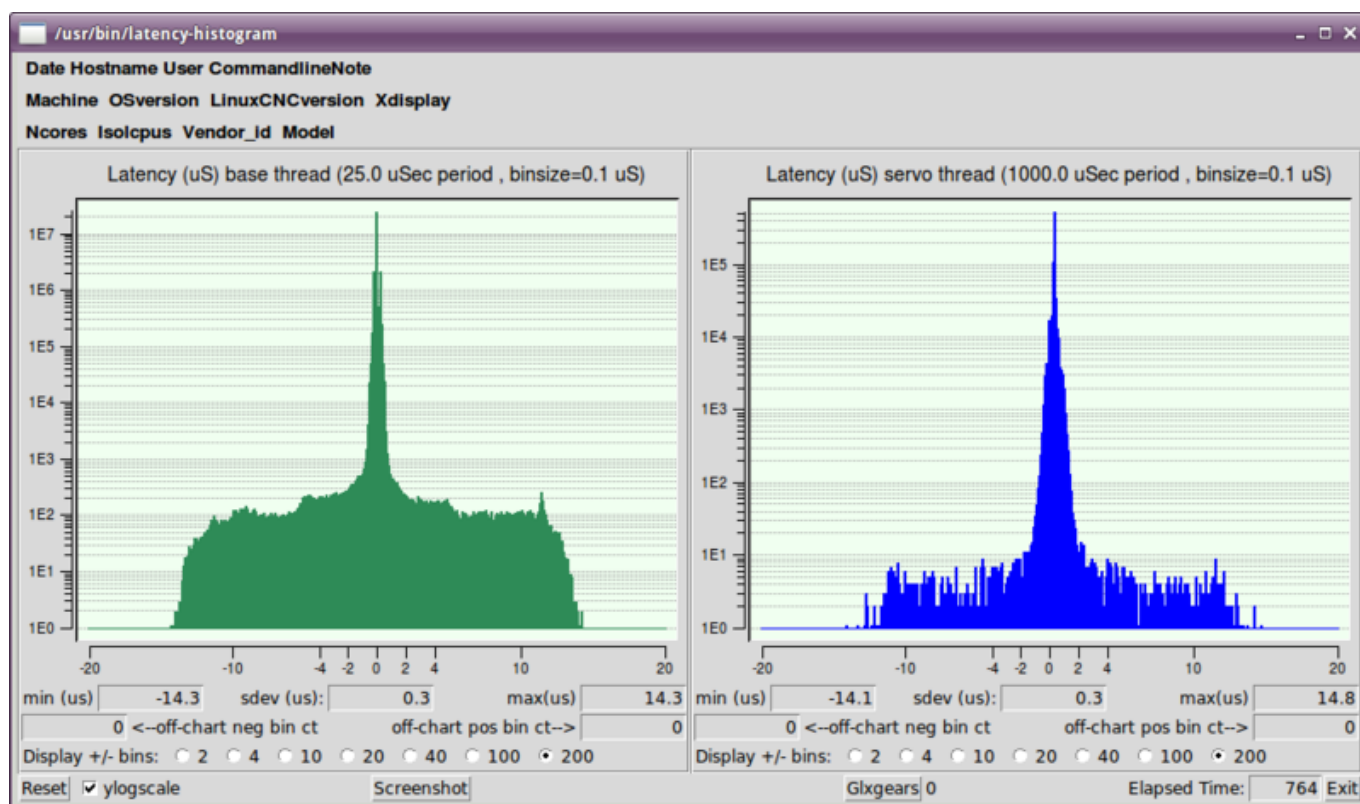 /usr/bin/latency-histogram
Date Hostname User CommandlineNote
Machine OSversion LinuxCNCversion Xdisplay
Ncores Isolcpus Vendor_id Model
Latency (uS) base thread (25.0 uSec period , binsize=0.1 uS)
1E7
1E6
1E5
1E4
1E3
1E2
1E1
1E0
-20 -10 -4 -2 0 2 4 10 20
min (us) -14.3 sdev (us): 0.3 max(us) 14.3
0 <--off-chart neg bin ct off-chart pos bin ct--> 0
Display +/- bins: 2 4 10 20 40 100 200
Latency (uS) servo thread (1000.0 uSec period , binsize=0.1 uS)
1E5
1E4
1E3
1E2
1E1
1E0
-20 -10 -4 -2 0 2 4 10 20
min (us) -14.1 sdev (us): 0.3 max(us) 14.8
0 <--off-chart neg bin ct off-chart pos bin ct--> 0
Display +/- bins: 2 4 10 20 40 100 200
Reset ylogscale Screenshot Glxgears 0 Elapsed Time: 764 Exit